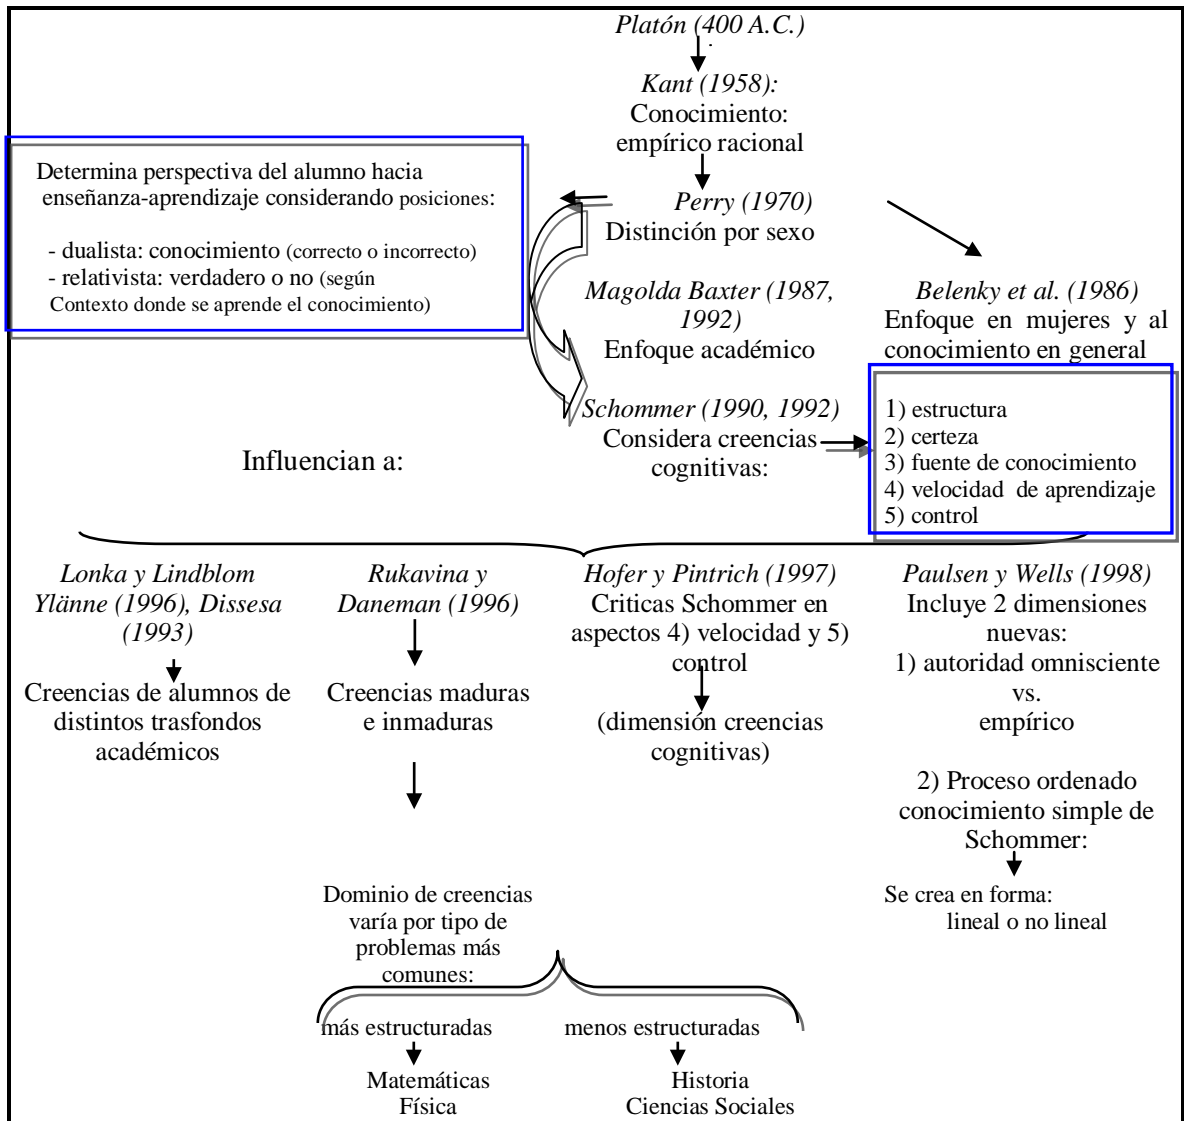 Platón (400 A.C.)
Kant (1958):
Conocimiento:
empírico racional
Determina perspectiva del alumno hacia
enseñanza-aprendizaje considerando posiciones:
- dualista: conocimiento (correcto o incorrecto)
- relativista: verdadero o no (según
Contexto donde se aprende el conocimiento)
Perry (1970)
Distinción por sexo
Magolda Baxter (1987,
1992)
Enfoque académico
Belenky et al. (1986)
Enfoque en mujeres y al
conocimiento en general
Schommer (1990, 1992)
Considera creencias
cognitivas:
1) estructura
2) certeza
3) fuente de conocimiento
4) velocidad de aprendizaje
5) control
Influencian a:
Lonka y Lindblom
Ylänne (1996), Dissesa
(1993)
Creencias de alumnos de
distintos trasfondos
académicos
Rukavina y
Daneman (1996)
Creencias maduras
e inmaduras
Dominio de creencias
varía por tipo de
problemas más
comunes:
más estructuradas
Matemáticas
Física
menos estructuradas
Historia
Ciencias Sociales
Hofer y Pintrich (1997)
Criticas Schommer en
aspectos 4) velocidad y 5)
control
(dimensión creencias
cognitivas)
Paulsen y Wells (1998)
Incluye 2 dimensiones
nuevas:
1) autoridad omnisciente
vs.
empírico
2) Proceso ordenado
conocimiento simple de
Schommer:
Se crea en forma:
lineal o no lineal